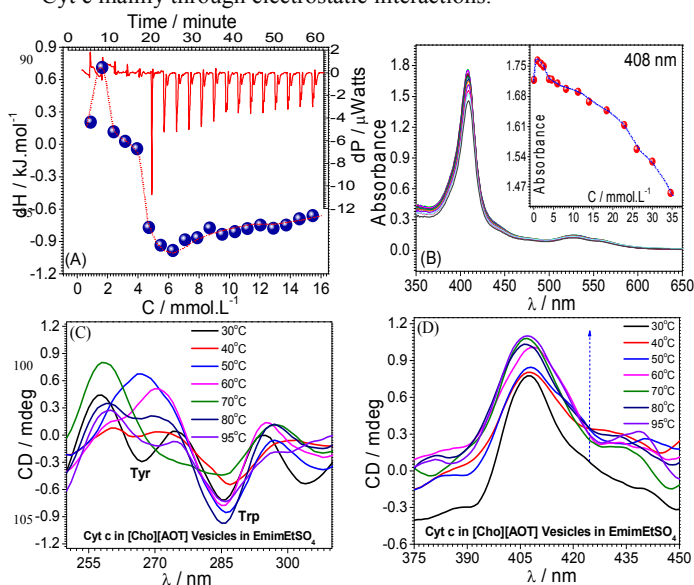 Cyt c mainly through electrostatic interactions.
Time / minute
0 10 20 30 40 50 60
90
0.9
0.6
0.3
0.0
-0.3
-0.6
-0.9
-1.2
dH / kJ.mol⁻¹
2
0
-2
-4
-6
-8
-10
-12
dP / µWatts
(A)
0 2 4 6 8 10 12 14 16
C / mmol.L⁻¹
1.8
1.5
1.2
0.9
0.6
0.3
0.0
Absorbance
408 nm
1.75
1.68
1.61
1.54
1.47
Absorbance
C / mmol.L⁻¹
0 5 10 15 20 25 30 35
(B)
350 400 450 500 550 600 650
λ / nm
100
105
(C)
1.2
0.9
0.6
0.3
0.0
-0.3
-0.6
-0.9
-1.2
CD / mdeg
30°C
40°C
50°C
60°C
70°C
80°C
95°C
Tyr
Trp
Cyt c in [Cho][AOT] Vesicles in EmimEtSO₄
250 260 270 280 290 300 310
λ / nm
(D)
1.2
0.9
0.6
0.3
0.0
-0.3
-0.6
CD / mdeg
30°C
40°C
50°C
60°C
70°C
80°C
95°C
Cyt c in [Cho][AOT] Vesicles in EmimEtSO₄
375 390 405 420 435 450
λ / nm